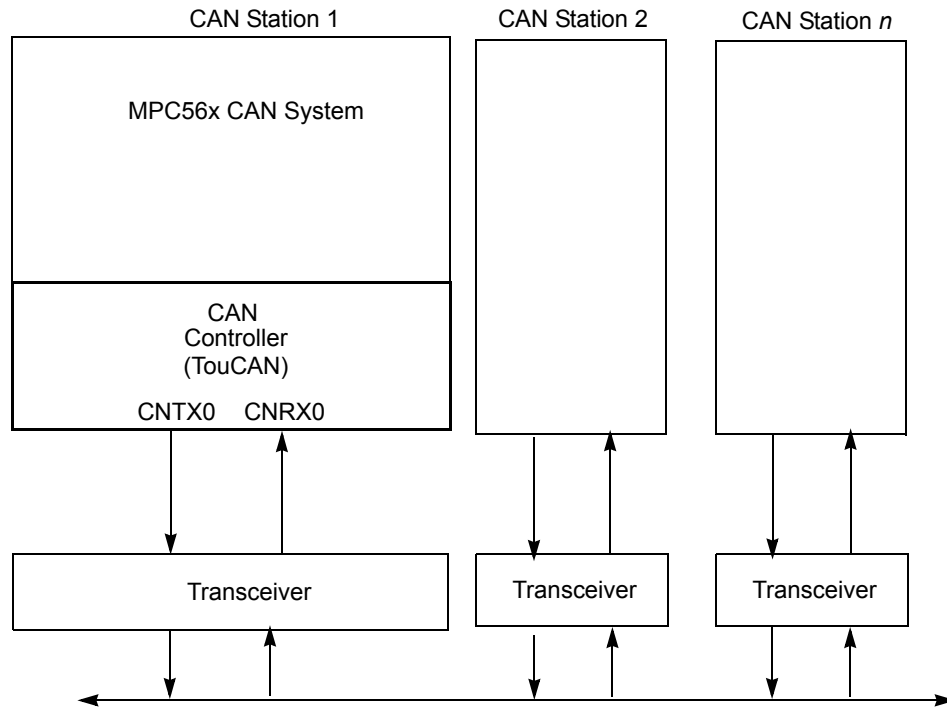 CAN Station 1
CAN Station 2
CAN Station n
MPC56x CAN System
CAN
Controller
(TouCAN)
CNTX0 CNRX0
Transceiver
Transceiver
Transceiver